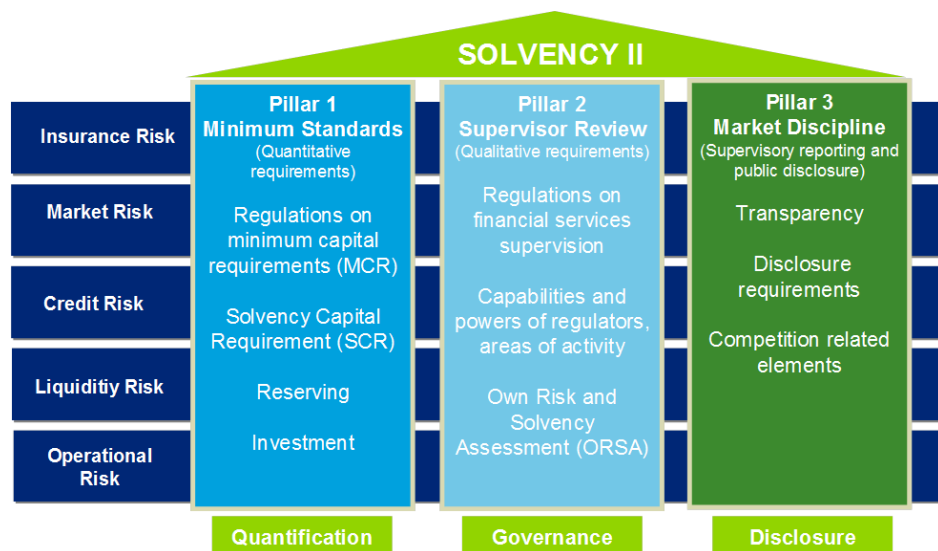 SOLVENCY II
Insurance Risk
Market Risk
Credit Risk
Liquiditiy Risk
Operational
Risk
Pillar 1
Minimum Standards
(Quantitative
requirements)
Regulations on
minimum capital
requirements (MCR)
Solvency Capital
Requirement (SCR)
Reserving
Investment
Quantification
Pillar 2
Supervisor Review
(Qualitative requirements)
Regulations on
financial services
supervision
Capabilities and
powers of regulators,
areas of activity
Own Risk and
Solvency
Assessment (ORSA)
Governance
Pillar 3
Market Discipline
(Supervisory reporting and
public disclosure)
Transparency
Disclosure
requirements
Competition related
elements
Disclosure